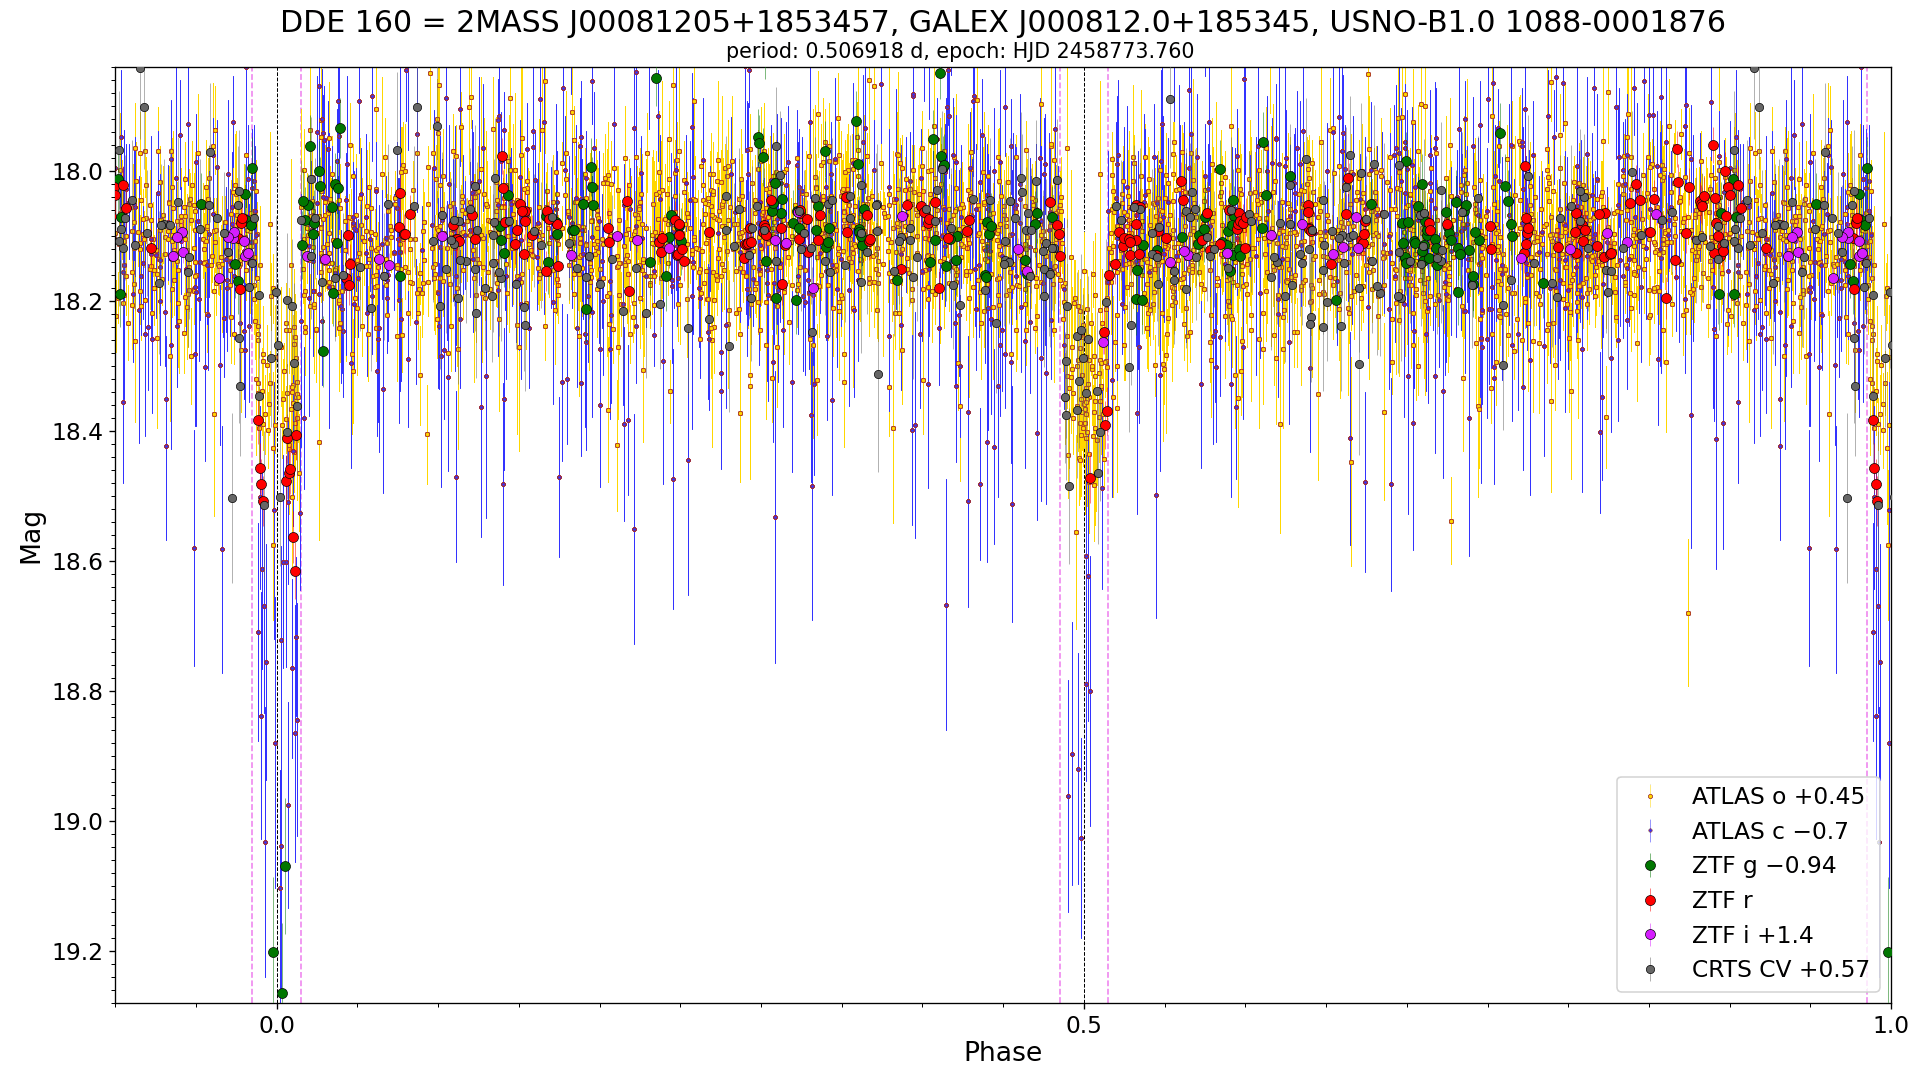 DDE 160 = 2MASS J00081205+1853457, GALEX J000812.0+185345, USNO-B1.0 1088-0001876
period: 0.506918 d, epoch: HJD 2458773.760
18.0
18.2
18.4
18.6
18.8
19.0
19.2
Mag
ATLAS o +0.45
ATLAS c −0.7
ZTF g −0.94
ZTF r
ZTF i +1.4
CRTS CV +0.57
0.0
0.5
1.0
Phase